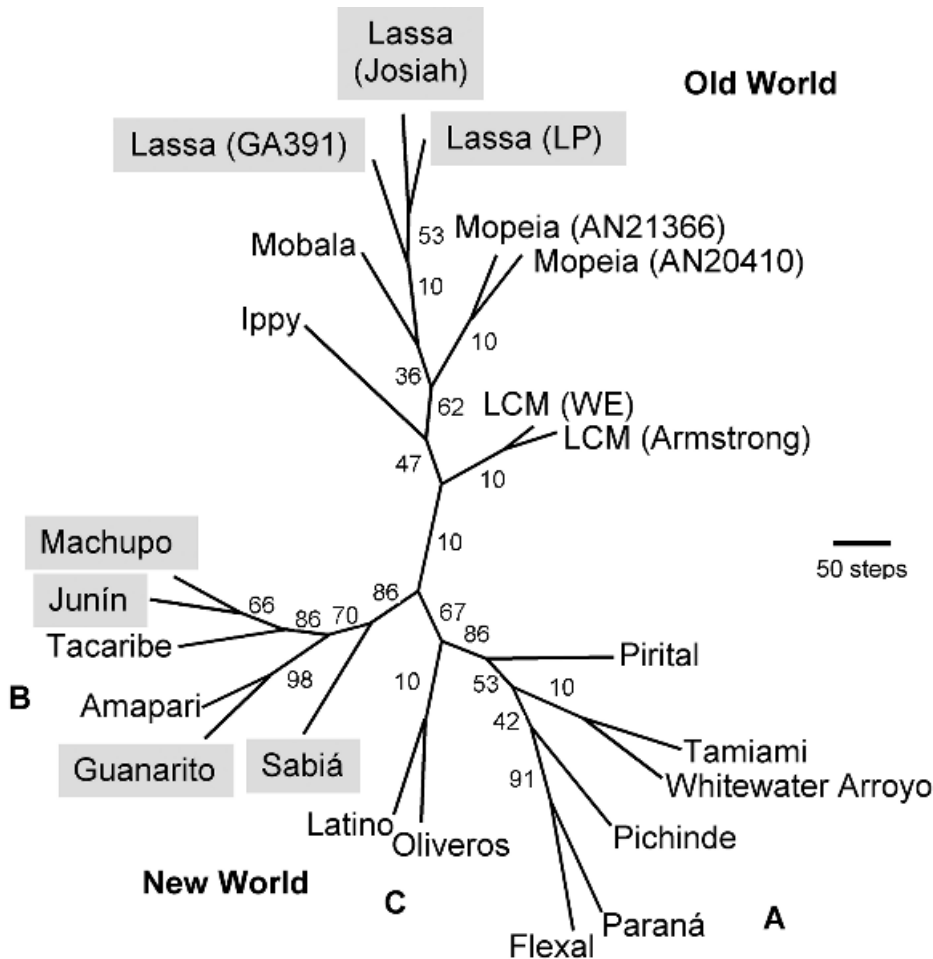 Lassa
(Josiah)
Old World
Lassa (GA391)
Lassa (LP)
53
Mopeia (AN21366)
Mobala
Mopeia (AN20410)
10
Ippy
10
36
62
LCM (WE)
LCM (Armstrong)
47
10
Machupo
10
50 steps
Junín
66
86
70
86
67
86
Tacaribe
Pirital
98
10
53
10
B
Amapari
42
Guanarito
Sabiá
Tamiami
91
Whitewater Arroyo
Latino
Oliveros
Pichinde
New World
C
A
Paraná
Flexal